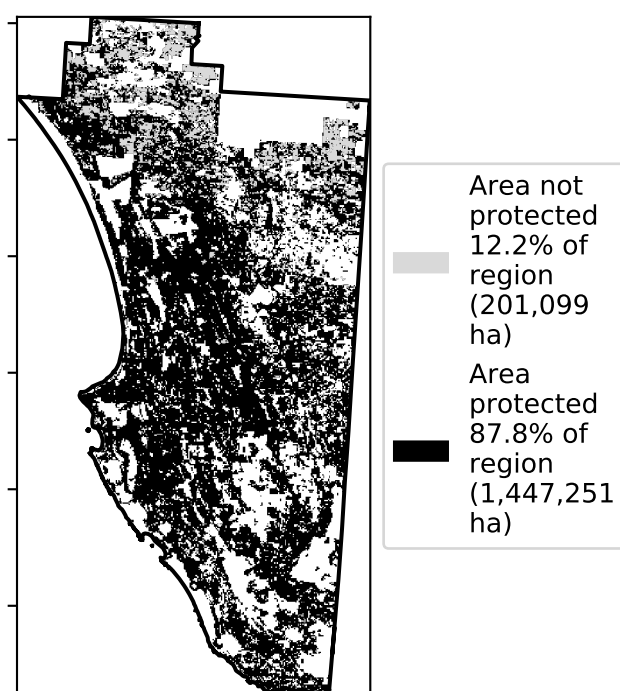 Area not
protected
12.2% of
region
(201,099
ha)
Area
protected
87.8% of
region
(1,447,251
ha)